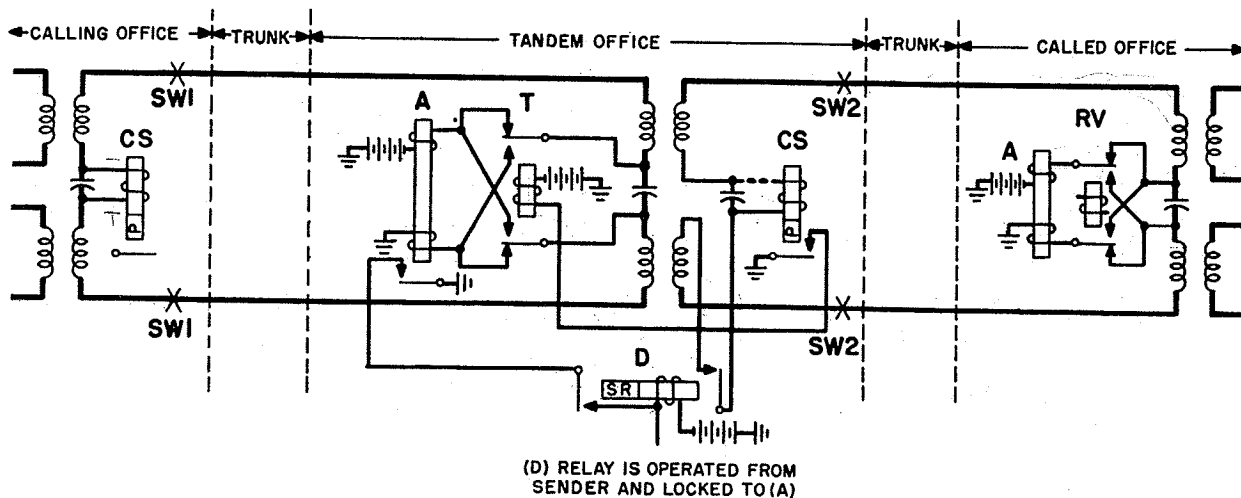 CALLING OFFICE
TRUNK
TANDEM OFFICE
TRUNK
CALLED OFFICE
SW1
A
T
SW2
RV
CS
CS
A
P
P
SW1
SW2
D
SR
(D) RELAY IS OPERATED FROM
SENDER AND LOCKED TO (A)